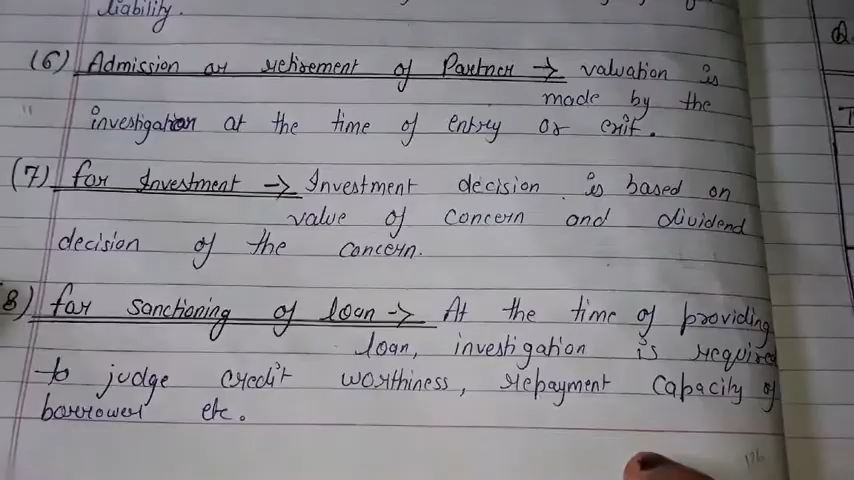 liability.
(6) Admission or retirement of Partner → valuation is
made by the
investigation at the time of entry or exit.
(7) for Investment → Investment decision is based on
value of concern and dividend
decision of the concern.
8) for sanctioning of loan → At the time of providing
loan, investigation is required
to judge credit worthiness, repayment capacity of
borrower etc.